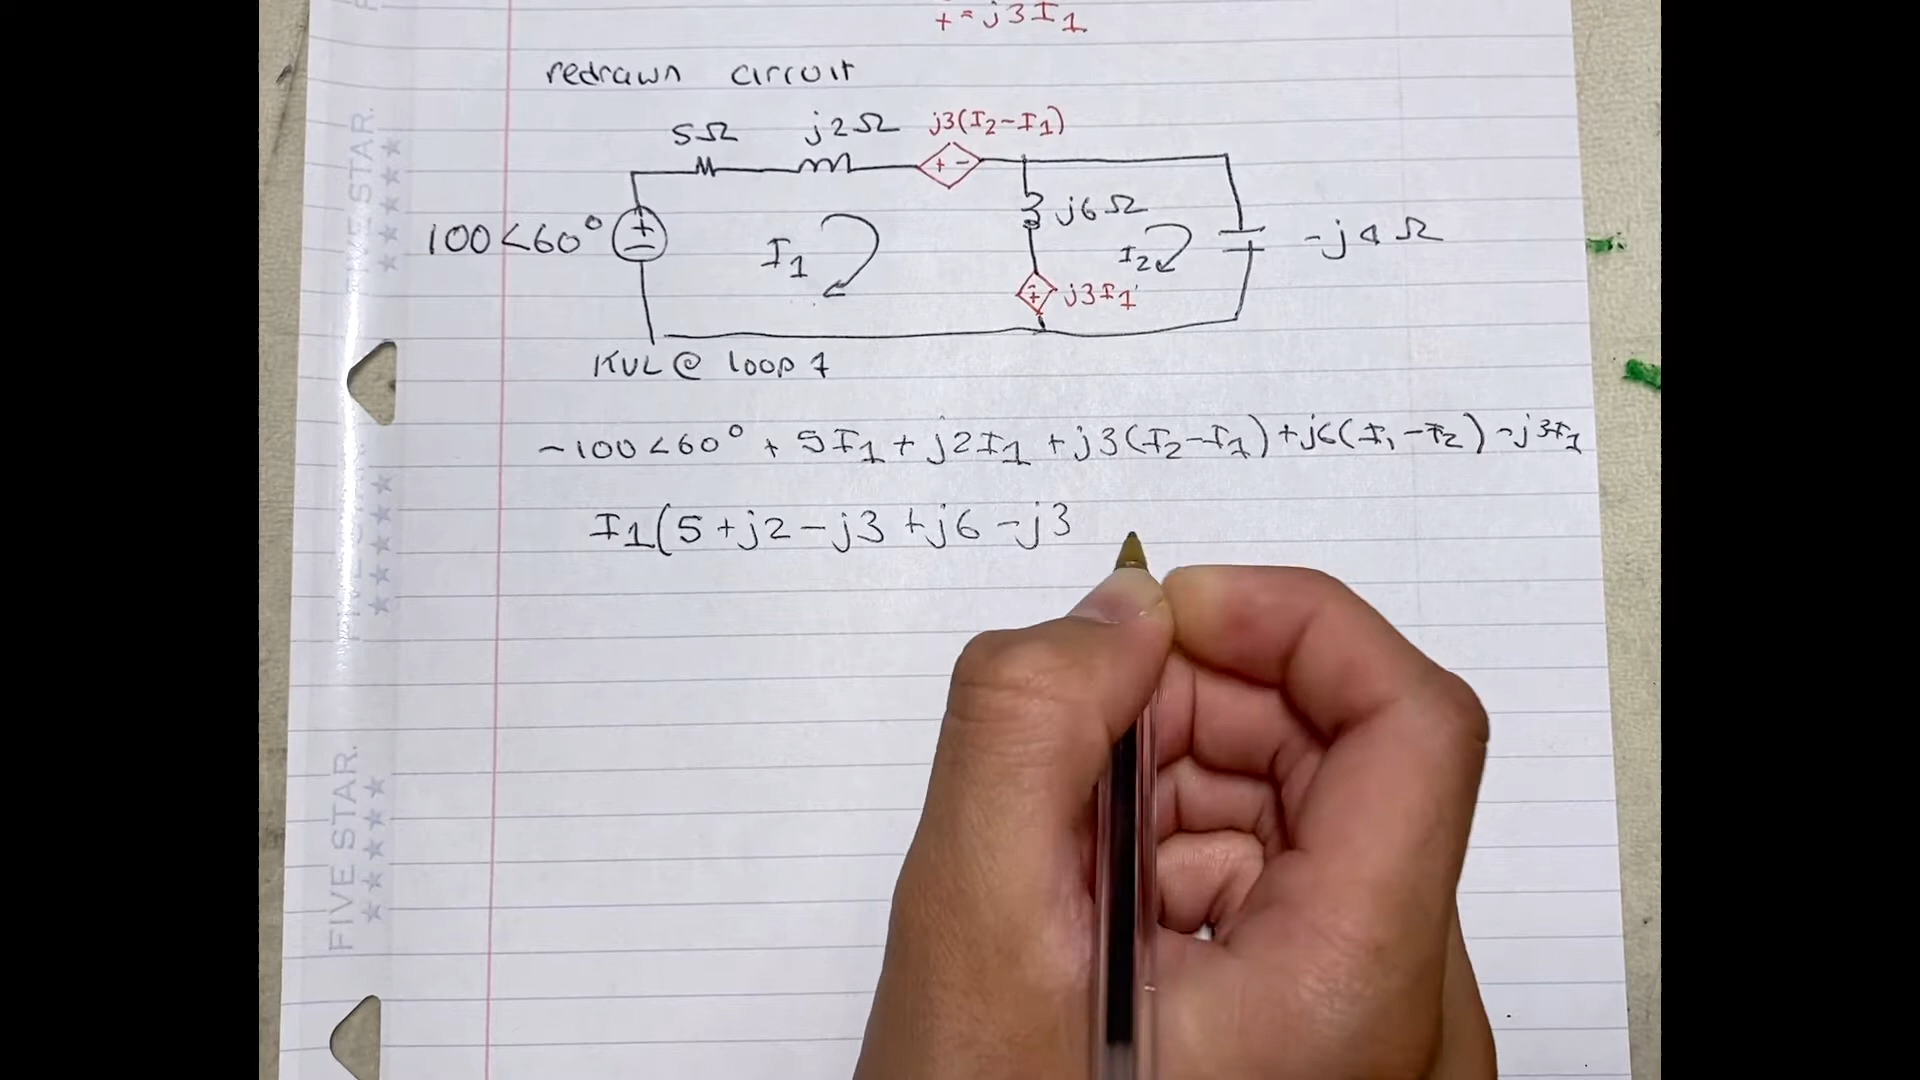 + = j3I1
redrawn circuit
5Ω j2Ω j3(I2-I1)
+ -
100<60° + - I1 j6Ω I2 -j4Ω
- + j3I1
KVL @ loop 1
-100<60° + 5I1 + j2I1 + j3(I2-I1) + j6(I1-I2) - j3I1
I1(5 + j2 - j3 + j6 - j3
FIVE STAR.
FIVE STAR.